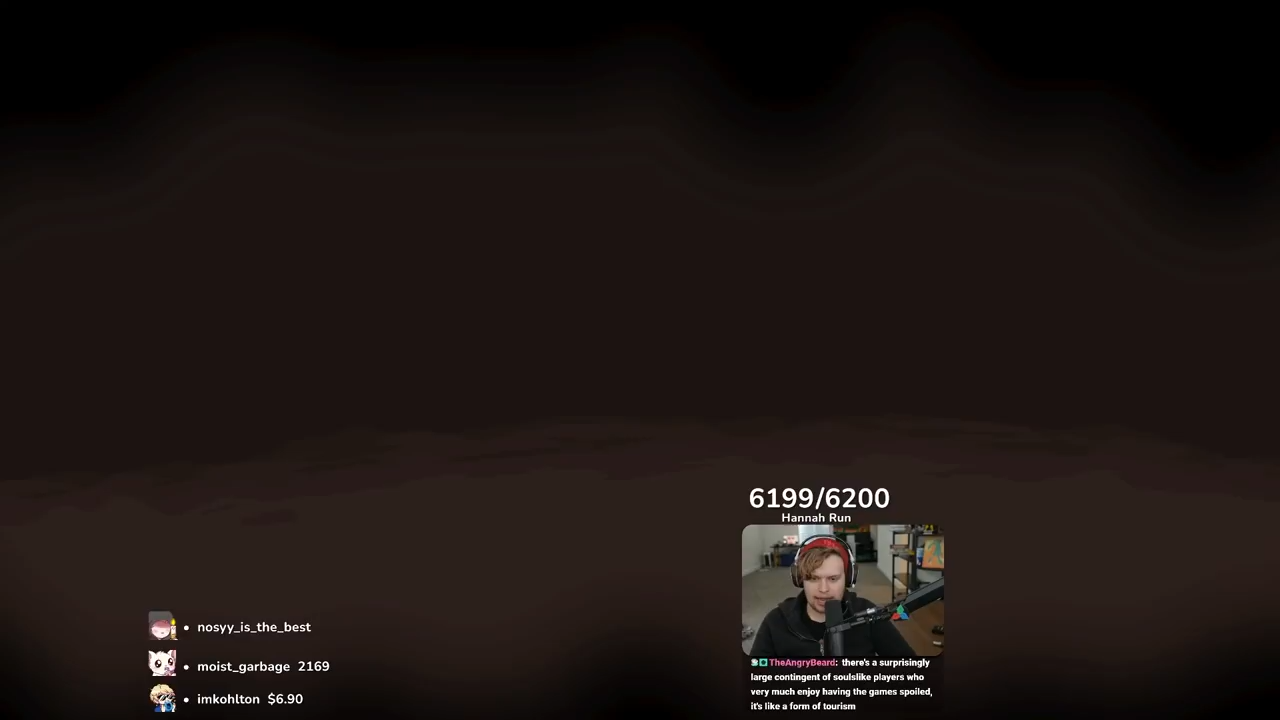 6199/6200
Hannah Run
nosyy_is_the_best
moist_garbage 2169
imkohlton $6.90
TheAngryBeard: there's a surprisingly
large contingent of soulslike players who
very much enjoy having the games spoiled,
it's like a form of tourism